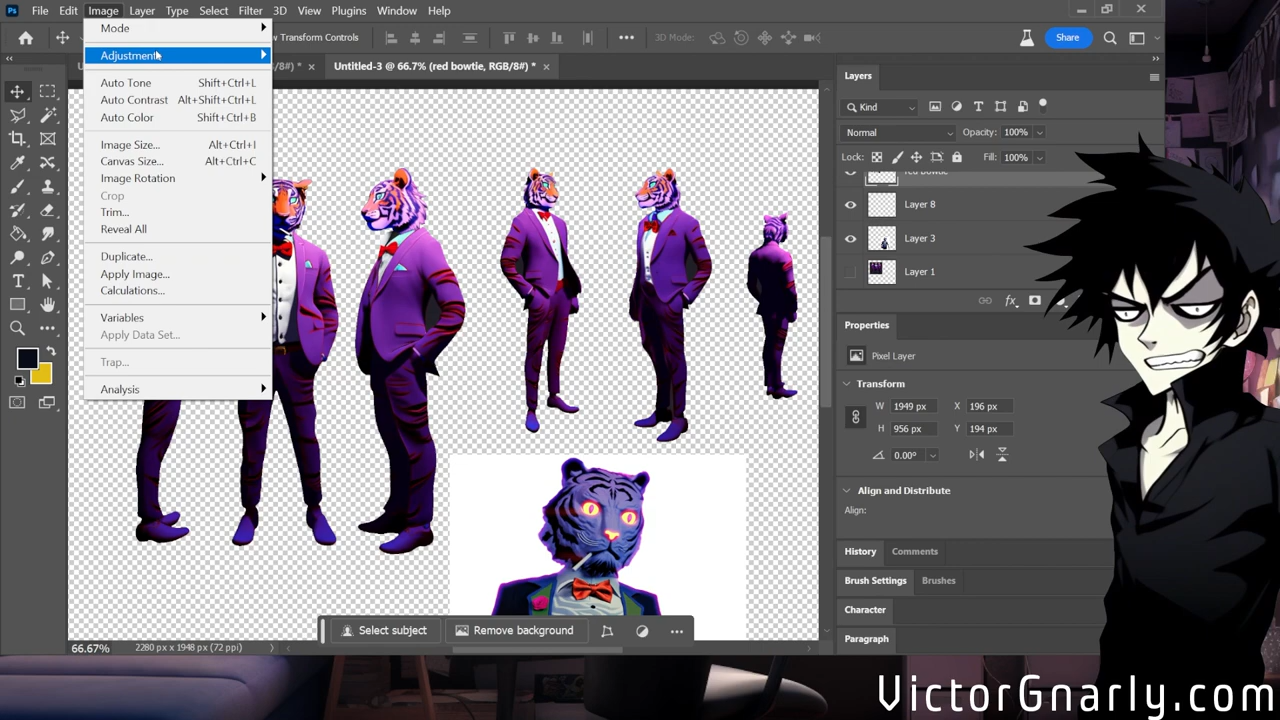 Ps File Edit Image Layer Type Select Filter 3D View Plugins Window Help
Transform Controls
3D Mode:
Share
/8#) *
Untitled-3 @ 66.7% (red bowtie, RGB/8#) *
Mode
Adjustments
Auto Tone Shift+Ctrl+L
Auto Contrast Alt+Shift+Ctrl+L
Auto Color Shift+Ctrl+B
Image Size... Alt+Ctrl+I
Canvas Size... Alt+Ctrl+C
Image Rotation
Crop
Trim...
Reveal All
Duplicate...
Apply Image...
Calculations...
Variables
Apply Data Set...
Trap...
Analysis
Layers
Kind
Normal Opacity: 100%
Lock: Fill: 100%
red bowtie
Layer 8
Layer 3
Layer 1
fx
Properties
Pixel Layer
Transform
W 1949 px X 196 px
H 956 px Y 194 px
0.00°
Align and Distribute
Align:
History Comments
Brush Settings Brushes
Character
Paragraph
Select subject Remove background
66.67% 2280 px x 1948 px (72 ppi)
VictorGnarly.com